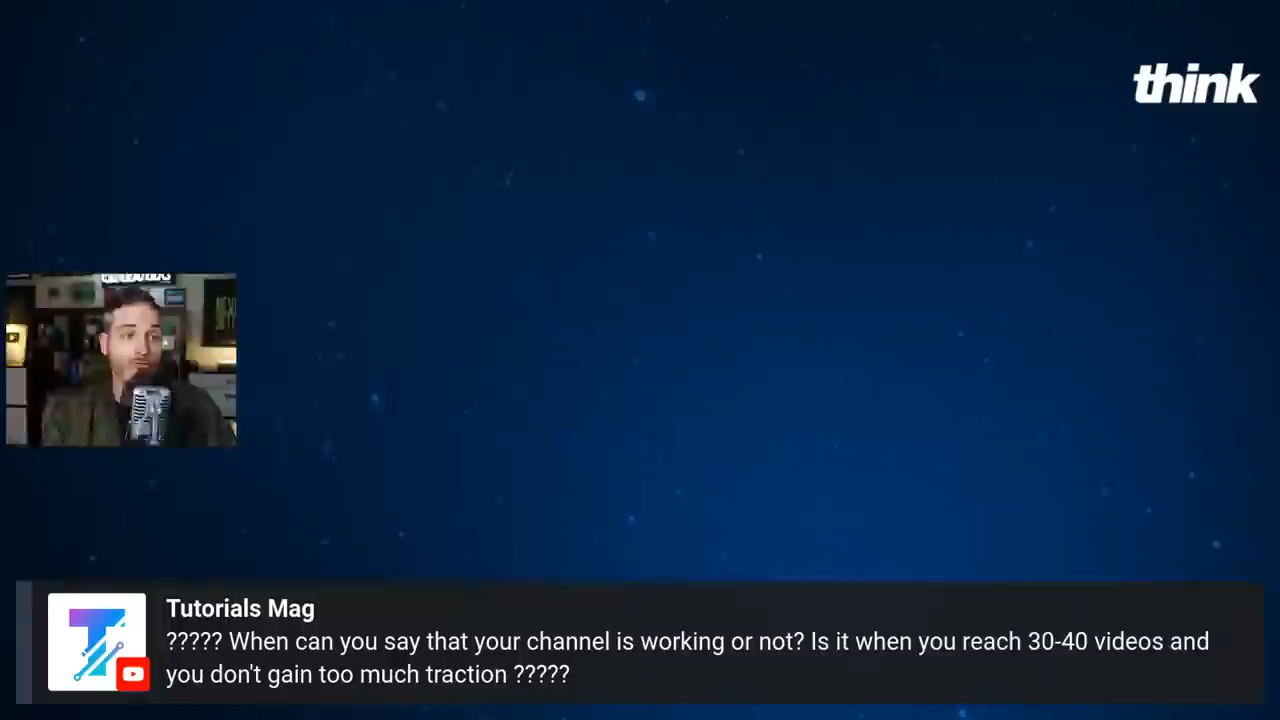 think
Tutorials Mag
????? When can you say that your channel is working or not? Is it when you reach 30-40 videos and
you don't gain too much traction ?????